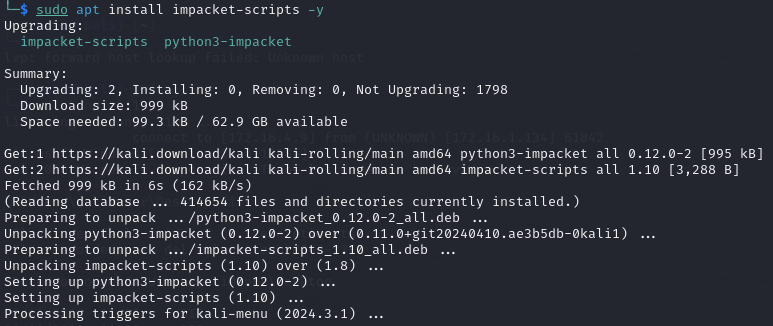 └─$ sudo apt install impacket-scripts -y
Upgrading:
  impacket-scripts  python3-impacket

Summary:
  Upgrading: 2, Installing: 0, Removing: 0, Not Upgrading: 1798
  Download size: 999 kB
  Space needed: 99.3 kB / 62.9 GB available

Get:1 https://kali.download/kali kali-rolling/main amd64 python3-impacket all 0.12.0-2 [995 kB]
Get:2 https://kali.download/kali kali-rolling/main amd64 impacket-scripts all 1.10 [3,288 B]
Fetched 999 kB in 6s (162 kB/s)
(Reading database ... 414654 files and directories currently installed.)
Preparing to unpack .../python3-impacket_0.12.0-2_all.deb ...
Unpacking python3-impacket (0.12.0-2) over (0.11.0+git20240410.ae3b5db-0kali1) ...
Preparing to unpack .../impacket-scripts_1.10_all.deb ...
Unpacking impacket-scripts (1.10) over (1.8) ...
Setting up python3-impacket (0.12.0-2) ...
Setting up impacket-scripts (1.10) ...
Processing triggers for kali-menu (2024.3.1) ...